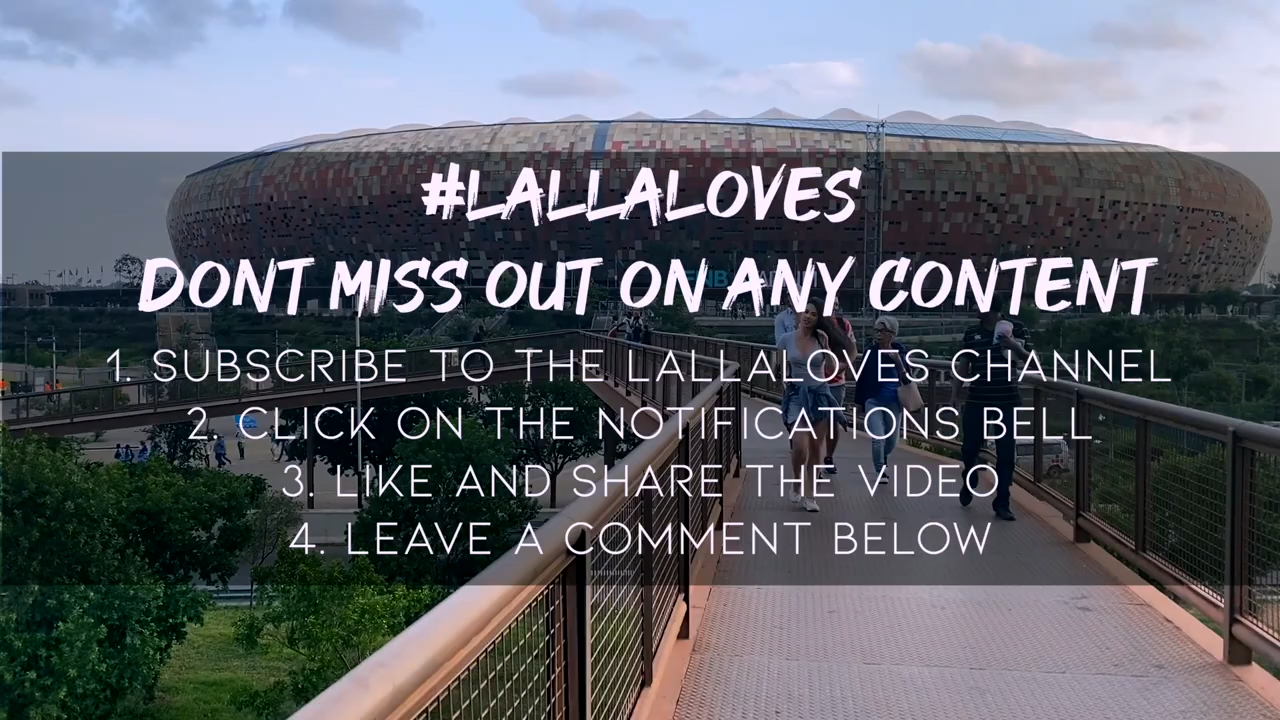 #LALLALOVES
DONT MISS OUT ON ANY CONTENT
1. SUBSCRIBE TO THE LALLALOVES CHANNEL
2. CLICK ON THE NOTIFICATIONS BELL
3. LIKE AND SHARE THE VIDEO
4. LEAVE A COMMENT BELOW